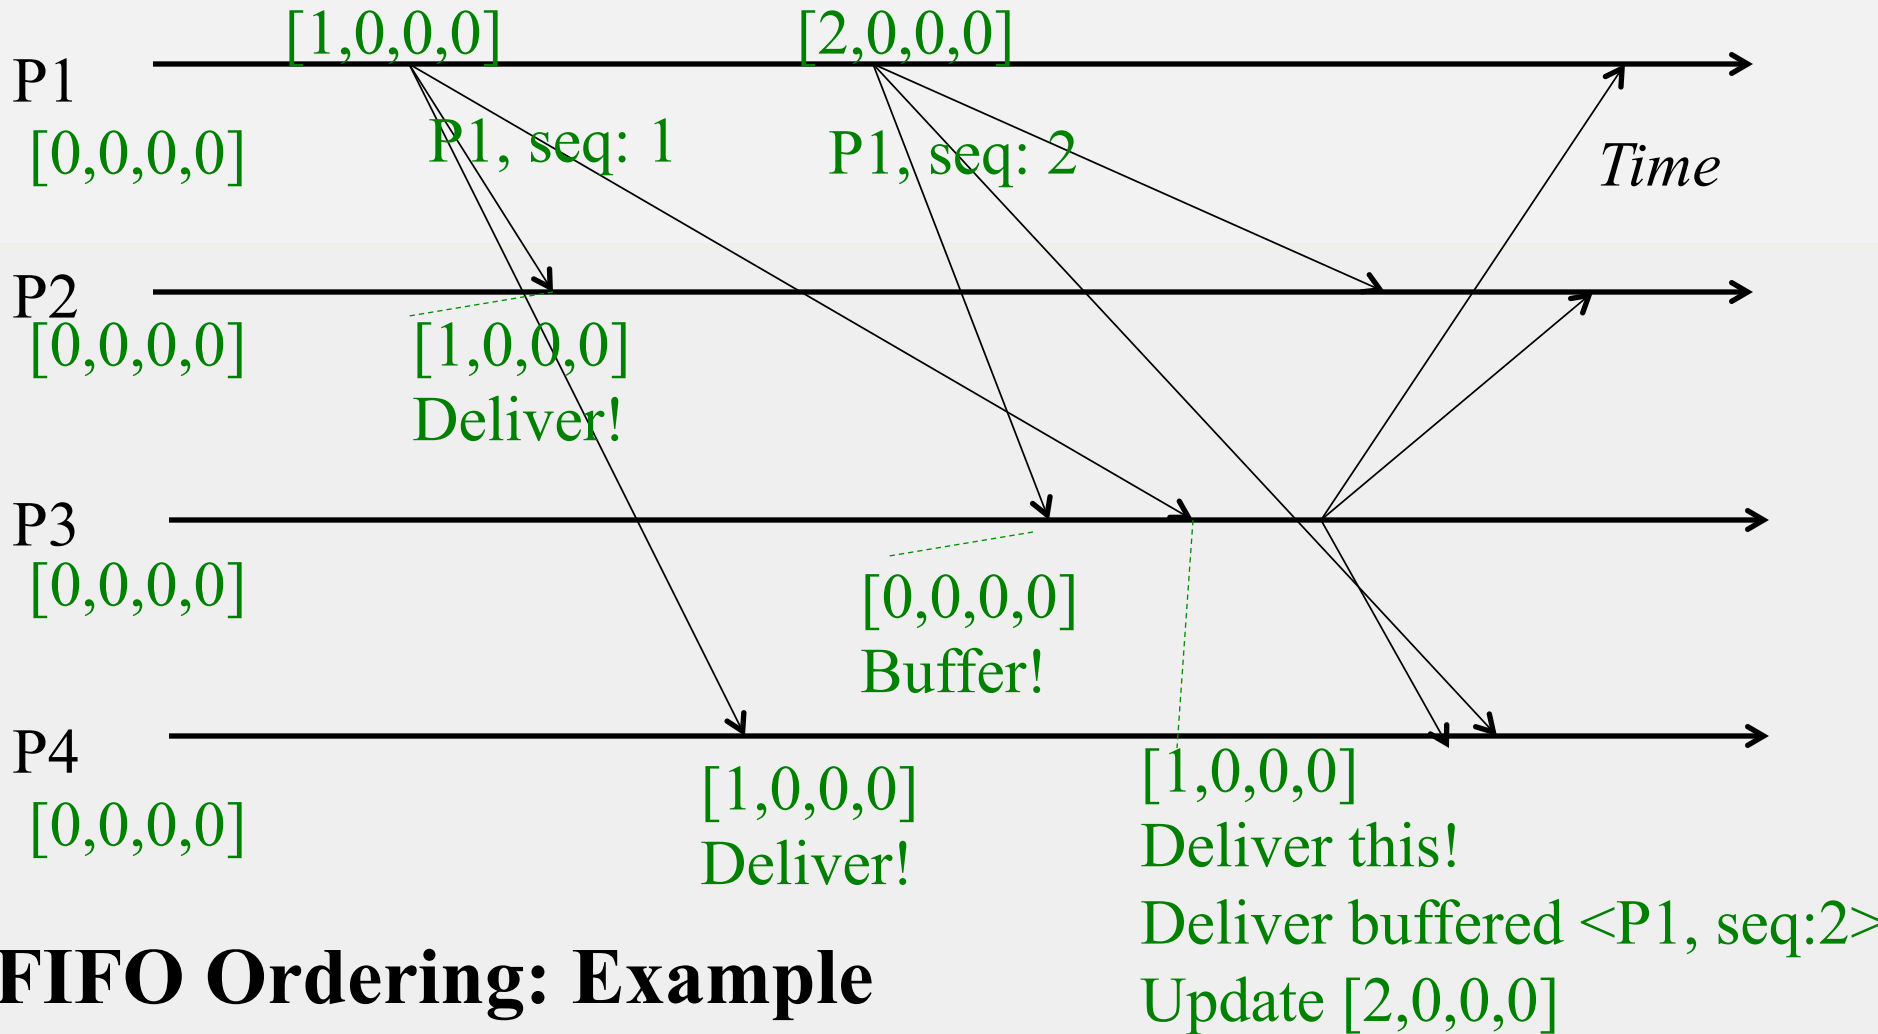 [1,0,0,0]
[2,0,0,0]
P1
[0,0,0,0]
P1, seq: 1
P1, seq: 2
Time
P2
[0,0,0,0]
[1,0,0,0]
Deliver!
P3
[0,0,0,0]
[0,0,0,0]
Buffer!
P4
[0,0,0,0]
[1,0,0,0]
Deliver!
[1,0,0,0]
Deliver this!
Deliver buffered <P1, seq:2>
Update [2,0,0,0]
FIFO Ordering: Example